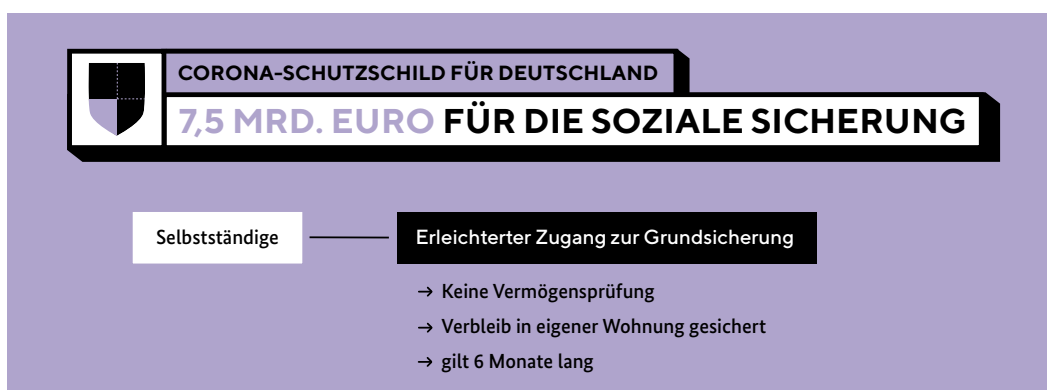 CORONA-SCHUTZSCHILD FÜR DEUTSCHLAND
7,5 MRD. EURO FÜR DIE SOZIALE SICHERUNG
Selbstständige
Erleichterter Zugang zur Grundsicherung
→ Keine Vermögensprüfung
→ Verbleib in eigener Wohnung gesichert
→ gilt 6 Monate lang